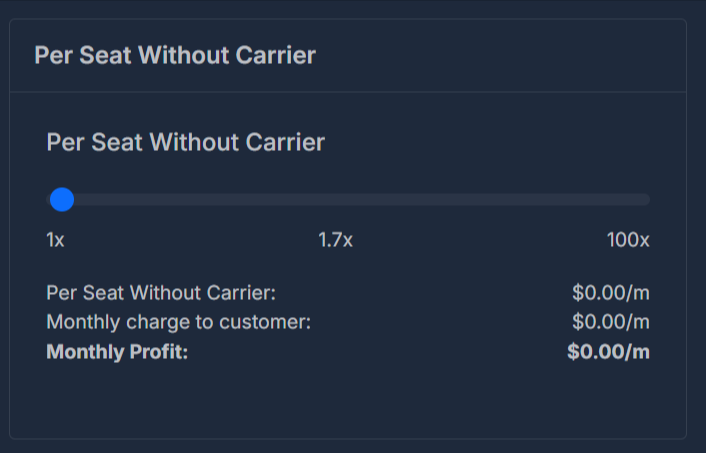 Per Seat Without Carrier
Per Seat Without Carrier
1x 1.7x 100x
Per Seat Without Carrier: $0.00/m
Monthly charge to customer: $0.00/m
Monthly Profit: $0.00/m